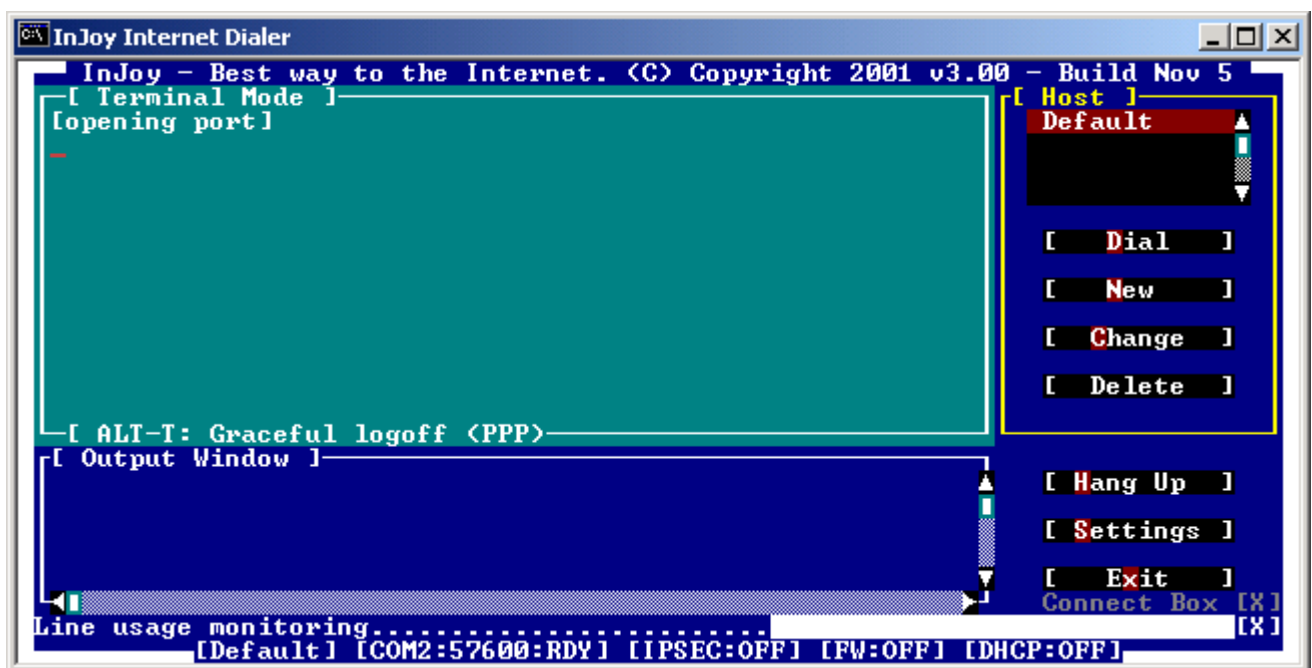 InJoy Internet Dialer
InJoy - Best way to the Internet. (C) Copyright 2001 v3.00 - Build Nov 5
[ Terminal Mode ]
[opening port]
[ ALT-T: Graceful logoff (PPP)
[ Host ]
Default
[ Dial ]
[ New ]
[ Change ]
[ Delete ]
[ Output Window ]
[ Hang Up ]
[ Settings ]
[ Exit ]
Connect Box [X]
Line usage monitoring......................... [X]
[Default] [COM2:57600:RDY] [IPSEC:OFF] [FW:OFF] [DHCP:OFF]